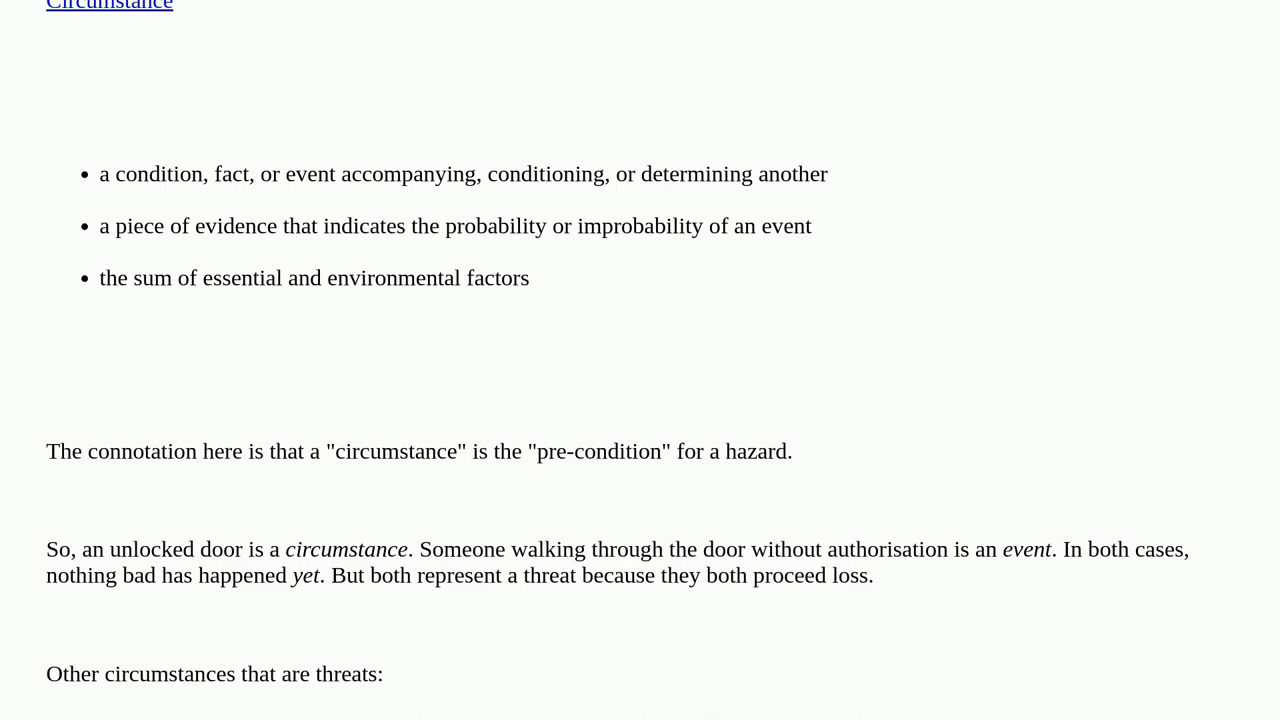 Circumstance
• a condition, fact, or event accompanying, conditioning, or determining another
• a piece of evidence that indicates the probability or improbability of an event
• the sum of essential and environmental factors
The connotation here is that a "circumstance" is the "pre-condition" for a hazard.
So, an unlocked door is a circumstance. Someone walking through the door without authorisation is an event. In both cases,
nothing bad has happened yet. But both represent a threat because they both proceed loss.
Other circumstances that are threats: